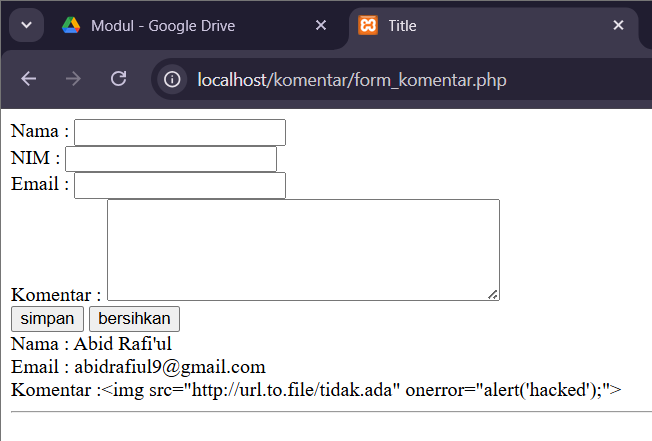 Modul - Google Drive
Title
localhost/komentar/form_komentar.php
Nama :
NIM :
Email :
Komentar :
simpan bersihkan
Nama : Abid Rafi'ul
Email : abidrafiul9@gmail.com
Komentar :<img src="http://url.to.file/tidak.ada" onerror="alert('hacked');">